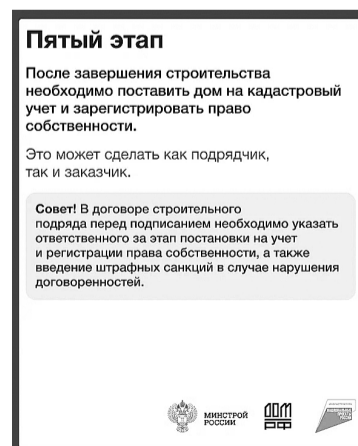 Пятый этап
После завершения строительства
необходимо поставить дом на кадастровый
учет и зарегистрировать право
собственности.
Это может сделать как подрядчик,
так и заказчик.
Совет! В договоре строительного
подряда перед подписанием необходимо указать
ответственного за этап постановки на учет
и регистрации права собственности, а также
введение штрафных санкций в случае нарушения
договоренностей.
МИНСТРОЙ
РОССИИ
ДОМ
РФ